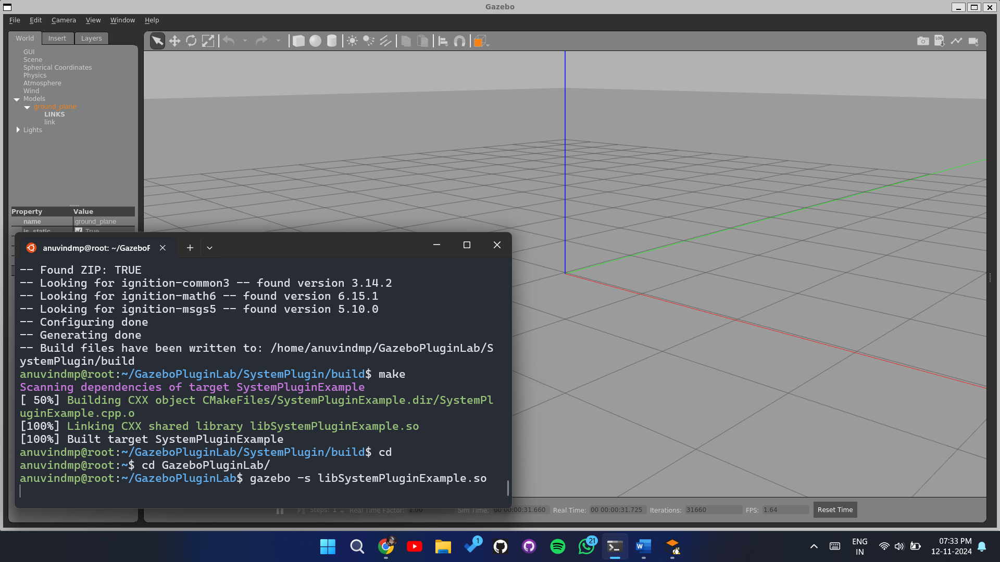 Gazebo
File Edit Camera View Window Help
World Insert Layers
GUI
Scene
Spherical Coordinates
Physics
Atmosphere
Wind
Models
ground_plane
LINKS
link
Lights
LOG
Property Value
name ground_plane
is_static True
anuvindmp@root: ~/GazeboP
-- Found ZIP: TRUE
-- Looking for ignition-common3 -- found version 3.14.2
-- Looking for ignition-math6 -- found version 6.15.1
-- Looking for ignition-msgs5 -- found version 5.10.0
-- Configuring done
-- Generating done
-- Build files have been written to: /home/anuvindmp/GazeboPluginLab/S
ystemPlugin/build
anuvindmp@root:~/GazeboPluginLab/SystemPlugin/build$ make
Scanning dependencies of target SystemPluginExample
[ 50%] Building CXX object CMakeFiles/SystemPluginExample.dir/SystemPl
uginExample.cpp.o
[100%] Linking CXX shared library libSystemPluginExample.so
[100%] Built target SystemPluginExample
anuvindmp@root:~/GazeboPluginLab/SystemPlugin/build$ cd
anuvindmp@root:~$ cd GazeboPluginLab/
anuvindmp@root:~/GazeboPluginLab$ gazebo -s libSystemPluginExample.so
Steps: 1 Real Time Factor: 1.00 Sim Time: 00 00:00:31.660 Real Time: 00 00:00:31.725 Iterations: 31660 FPS: 1.64 Reset Time
1
21
W
ENG
IN
07:33 PM
12-11-2024